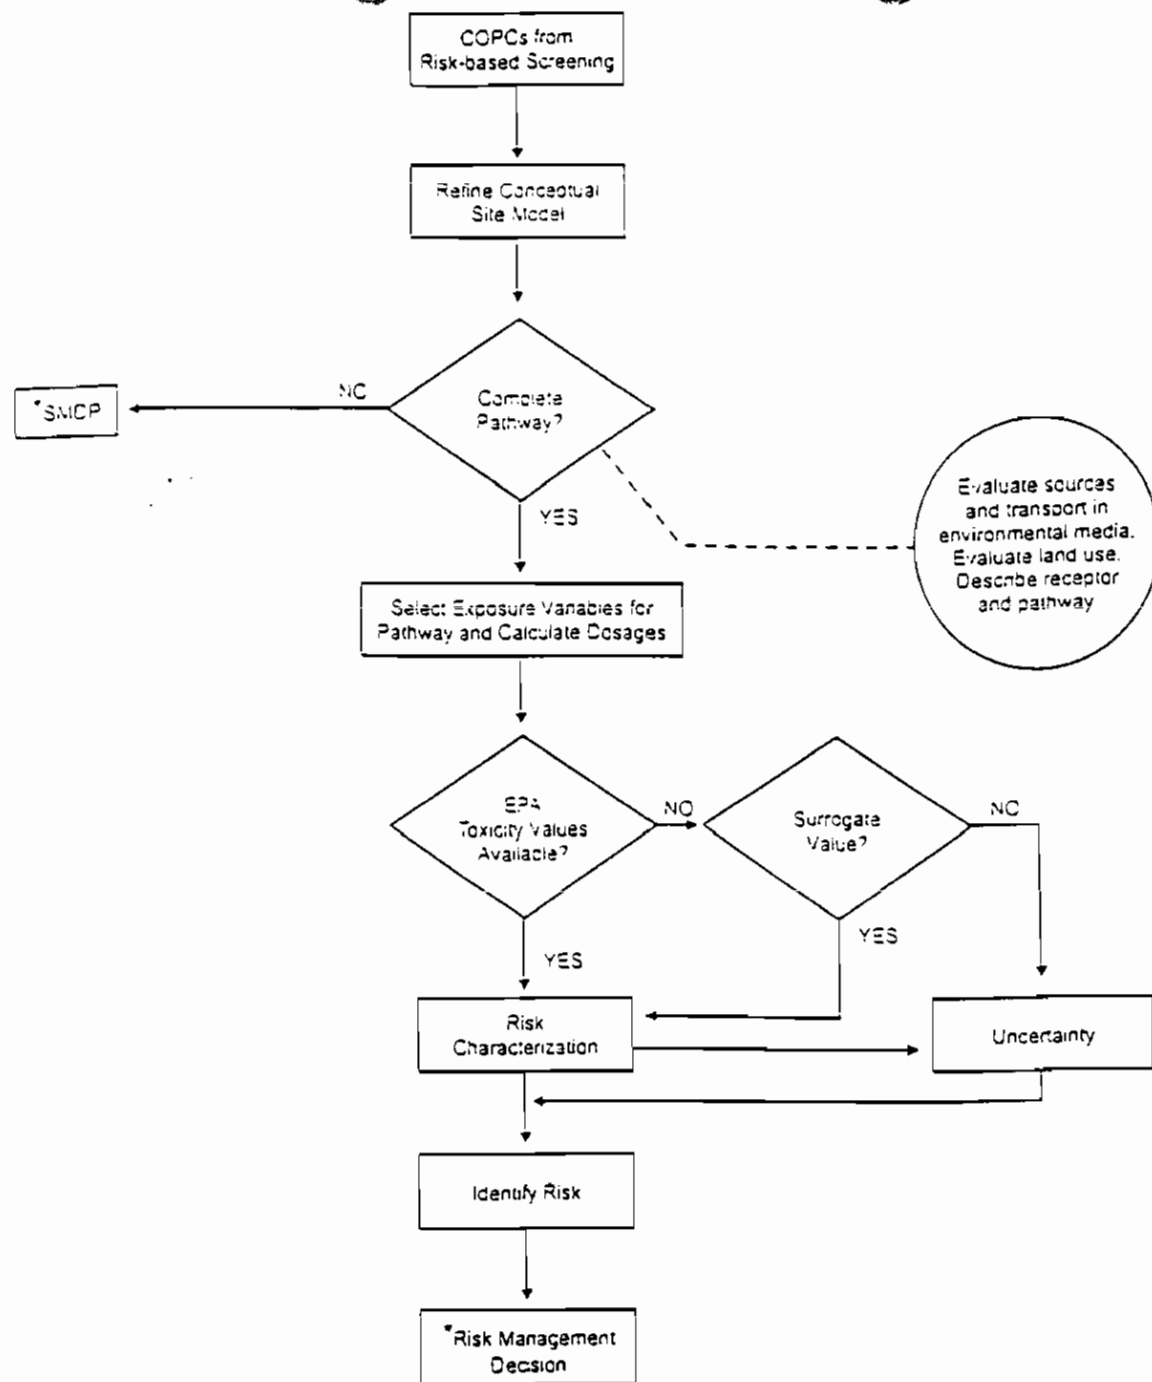 COPCs from
Risk-based Screening
Refine Conceptual
Site Model
Complete
Pathway?
NO
*SMDP
YES
Evaluate sources
and transport in
environmental media.
Evaluate land use.
Describe receptor
and pathway
Select Exposure Variables for
Pathway and Calculate Dosages
EPA
Toxicity Values
Available?
NO
Surrogate
Value?
NO
YES
YES
Risk
Characterization
Uncertainty
Identify Risk
*Risk Management
Decision